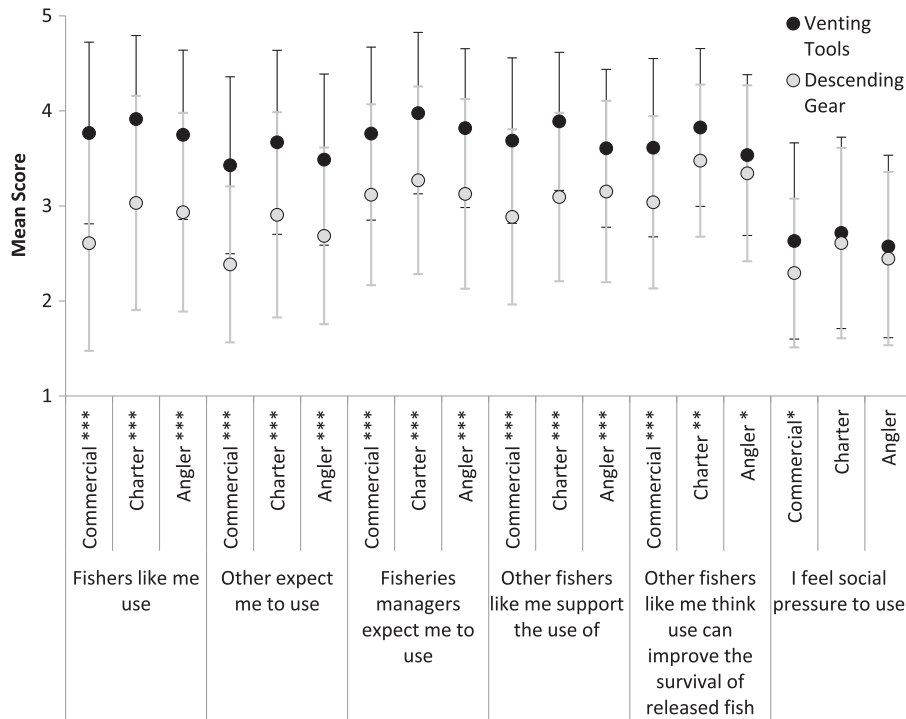 Venting
Tools
Descending
Gear
Mean Score
5
4
3
2
1
Commercial ***
Charter ***
Angler ***
Commercial ***
Charter ***
Angler ***
Commercial ***
Charter ***
Angler ***
Commercial ***
Charter ***
Angler ***
Commercial ***
Charter **
Angler *
Commercial*
Charter
Angler
Fishers like me
use
Other expect
me to use
Fisheries
managers
expect me to
use
Other fishers
like me support
the use of
Other fishers
like me think
use can
improve the
survival of
released fish
I feel social
pressure to use